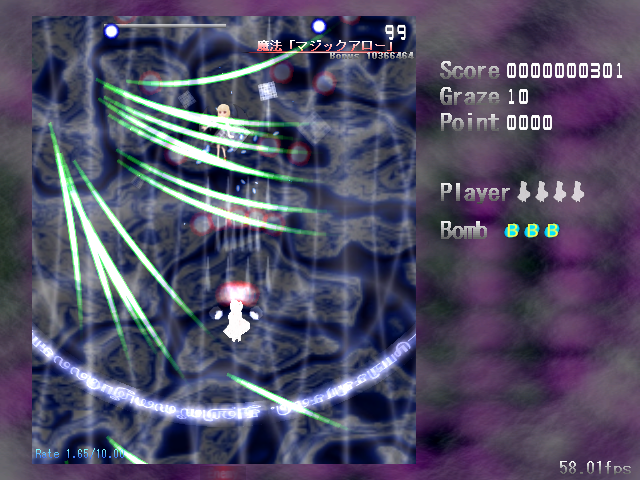 99
魔法「マジックアロー」
Bonus 10366464
Score 0000000301
Graze 10
Point 0000
Player
Bomb B B B
Rate 1.65/10.00
58.01fps